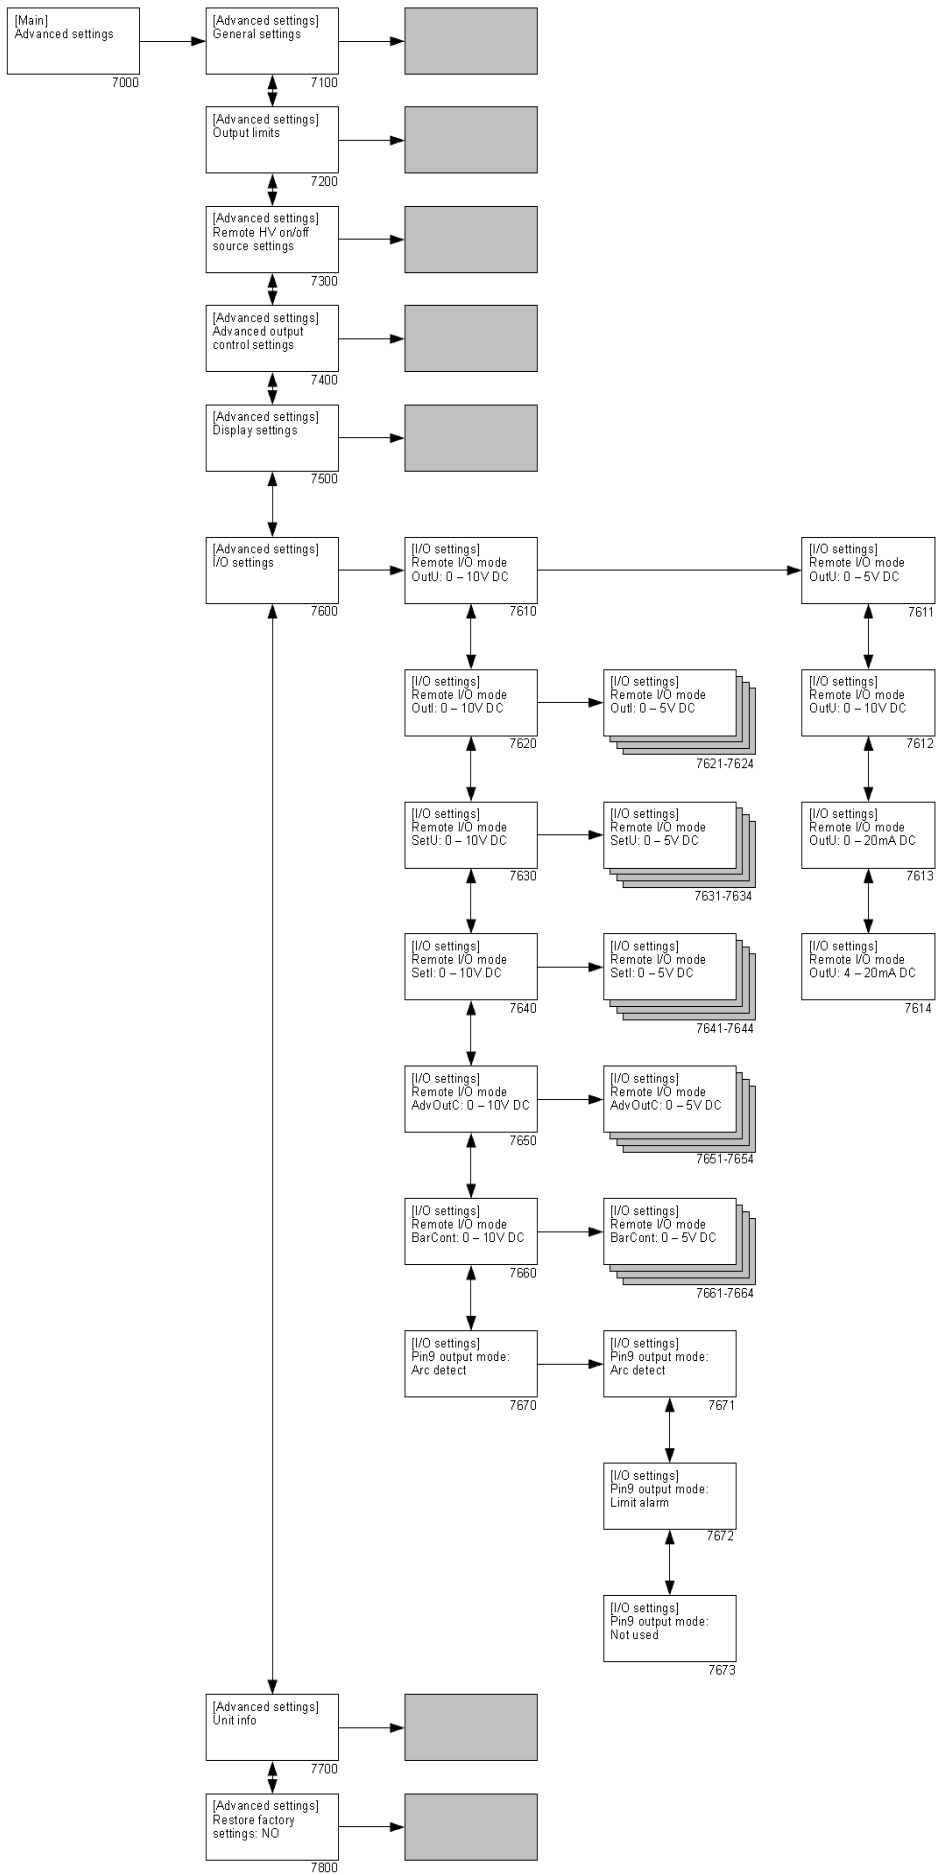 [Main]
Advanced settings
7000
[Advanced settings]
General settings
7100
[Advanced settings]
Output limits
7200
[Advanced settings]
Remote HV on/off
source settings
7300
[Advanced settings]
Advanced output
control settings
7400
[Advanced settings]
Display settings
7500
[Advanced settings]
I/O settings
7600
[I/O settings]
Remote I/O mode
OutU: 0 – 10V DC
7610
[I/O settings]
Remote I/O mode
OutU: 0 – 5V DC
7611
[I/O settings]
Remote I/O mode
OutI: 0 – 10V DC
7620
[I/O settings]
Remote I/O mode
OutI: 0 – 5V DC
7621-7624
[I/O settings]
Remote I/O mode
OutU: 0 – 10V DC
7612
[I/O settings]
Remote I/O mode
SetU: 0 – 10V DC
7630
[I/O settings]
Remote I/O mode
SetU: 0 – 5V DC
7631-7634
[I/O settings]
Remote I/O mode
OutU: 0 – 20mA DC
7613
[I/O settings]
Remote I/O mode
SetI: 0 – 10V DC
7640
[I/O settings]
Remote I/O mode
SetI: 0 – 5V DC
7641-7644
[I/O settings]
Remote I/O mode
OutU: 4 – 20mA DC
7614
[I/O settings]
Remote I/O mode
AdvOutC: 0 – 10V DC
7650
[I/O settings]
Remote I/O mode
AdvOutC: 0 – 5V DC
7651-7654
[I/O settings]
Remote I/O mode
BarCont: 0 – 10V DC
7660
[I/O settings]
Remote I/O mode
BarCont: 0 – 5V DC
7661-7664
[I/O settings]
Pin9 output mode:
Arc detect
7670
[I/O settings]
Pin9 output mode:
Arc detect
7671
[I/O settings]
Pin9 output mode:
Limit alarm
7672
[I/O settings]
Pin9 output mode:
Not used
7673
[Advanced settings]
Unit info
7700
[Advanced settings]
Restore factory
settings: NO
7800